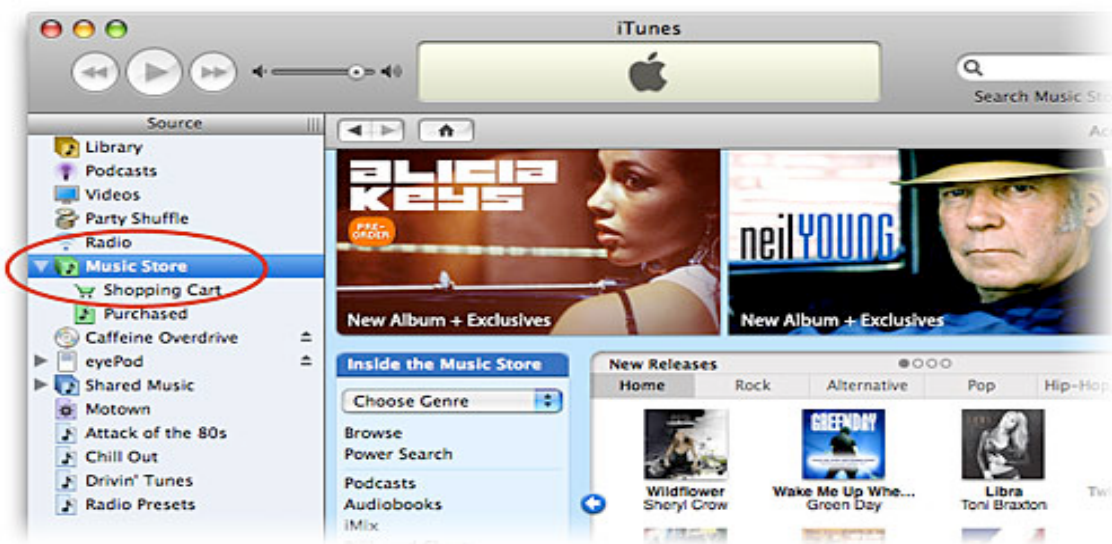 iTunes
Search Music
Source
Library
Podcasts
Videos
Party Shuffle
Radio
Music Store
Shopping Cart
Purchased
Caffeine Overdrive
eyePod
Shared Music
Motown
Attack of the 80s
Chill Out
Drivin' Tunes
Radio Presets
alicia
keys
PRE-
ORDER
New Album + Exclusives
neil YOUNG
New Album + Exclusives
Inside the Music Store
Choose Genre
Browse
Power Search
Podcasts
Audiobooks
iMix
New Releases
Home Rock Alternative Pop Hip-Hop
GREEN DAY
Wildflower
Sheryl Crow
Wake Me Up Whe...
Green Day
Libra
Toni Braxton